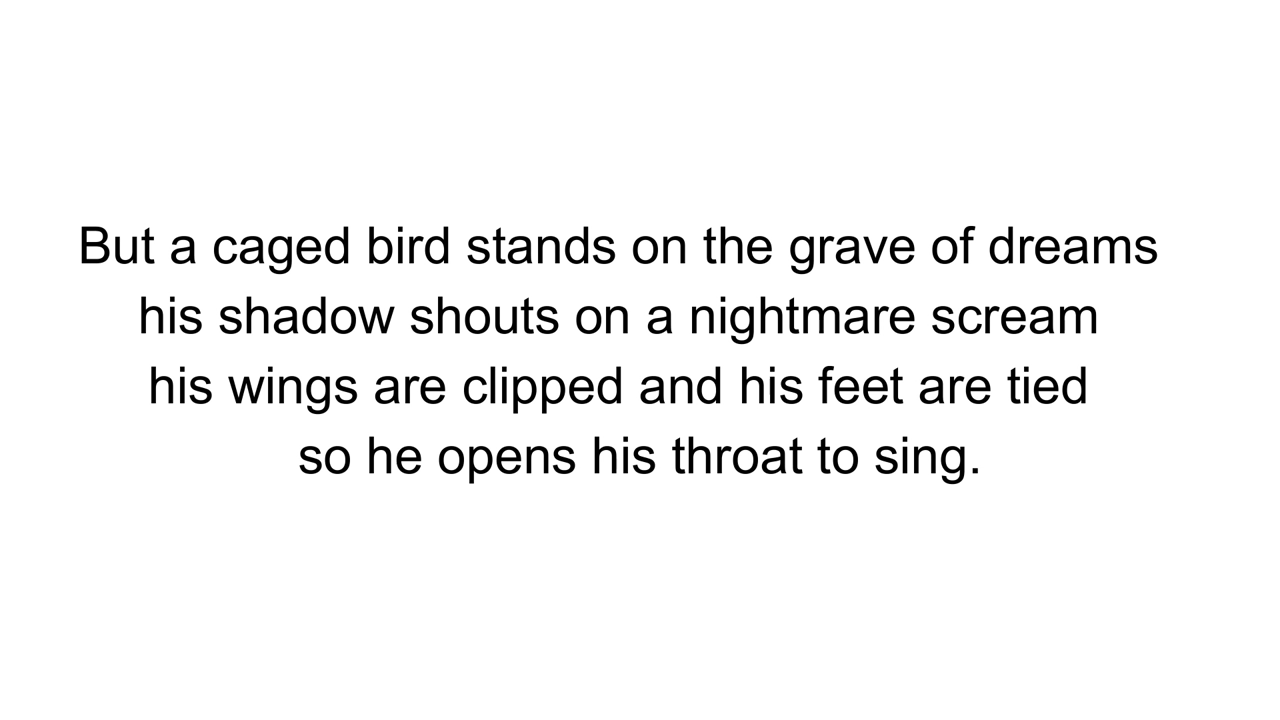 But a caged bird stands on the grave of dreams
his shadow shouts on a nightmare scream
his wings are clipped and his feet are tied
so he opens his throat to sing.